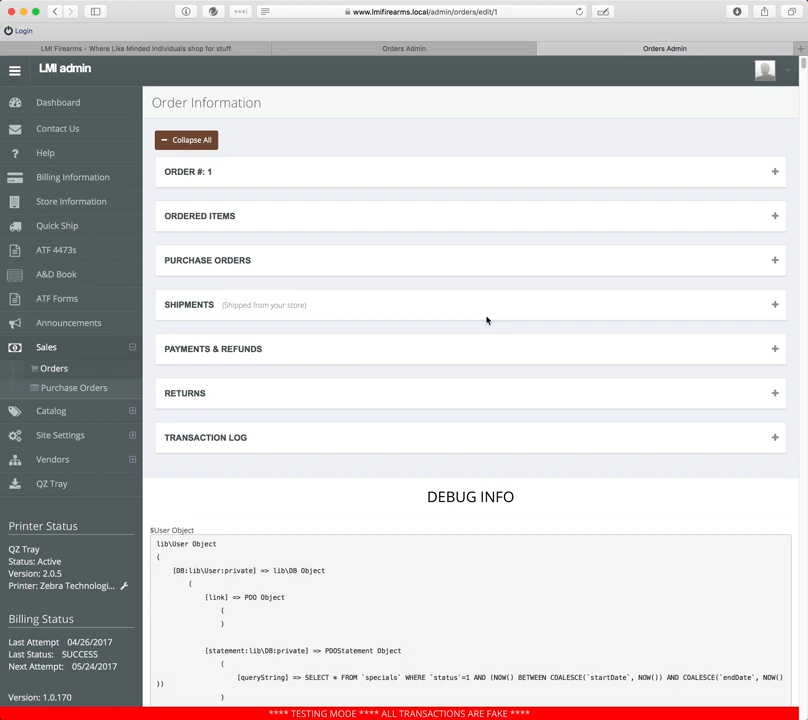 www.lmifirearms.local/admin/orders/edit/1
Login
LMI Firearms - Where Like Minded Individuals shop for stuff
Orders Admin
Orders Admin
LMI admin
Dashboard
Contact Us
Help
Billing Information
Store Information
Quick Ship
ATF 4473s
A&D Book
ATF Forms
Announcements
Sales
Orders
Purchase Orders
Catalog
Site Settings
Vendors
QZ Tray
Printer Status
QZ Tray
Status: Active
Version: 2.0.5
Printer: Zebra Technologi...
Billing Status
Last Attempt 04/26/2017
Last Status: SUCCESS
Next Attempt: 05/24/2017
Version: 1.0.170
Order Information
Collapse All
ORDER #: 1
ORDERED ITEMS
PURCHASE ORDERS
SHIPMENTS (Shipped from your store)
PAYMENTS & REFUNDS
RETURNS
TRANSACTION LOG
DEBUG INFO
$User Object
lib\User Object
(
[DB:lib\User:private] => lib\DB Object
(
[link] => PDO Object
(
)
[statement:lib\DB:private] => PDOStatement Object
(
[queryString] => SELECT * FROM `specials` WHERE `status`=1 AND (NOW() BETWEEN COALESCE(`startDate`, NOW()) AND COALESCE(`endDate`, NOW()
))
)
**** TESTING MODE **** ALL TRANSACTIONS ARE FAKE ****